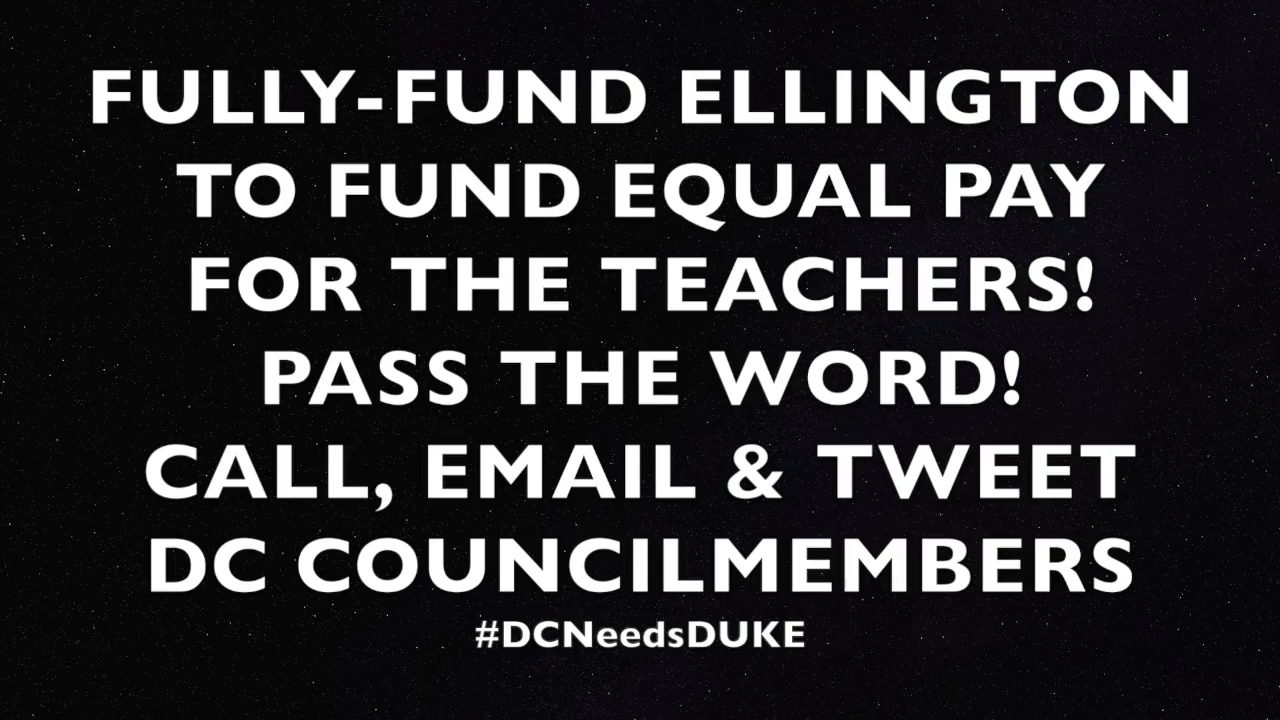 FULLY-FUND ELLINGTON
TO FUND EQUAL PAY
FOR THE TEACHERS!
PASS THE WORD!
CALL, EMAIL & TWEET
DC COUNCILMEMBERS
#DCNeedsDUKE